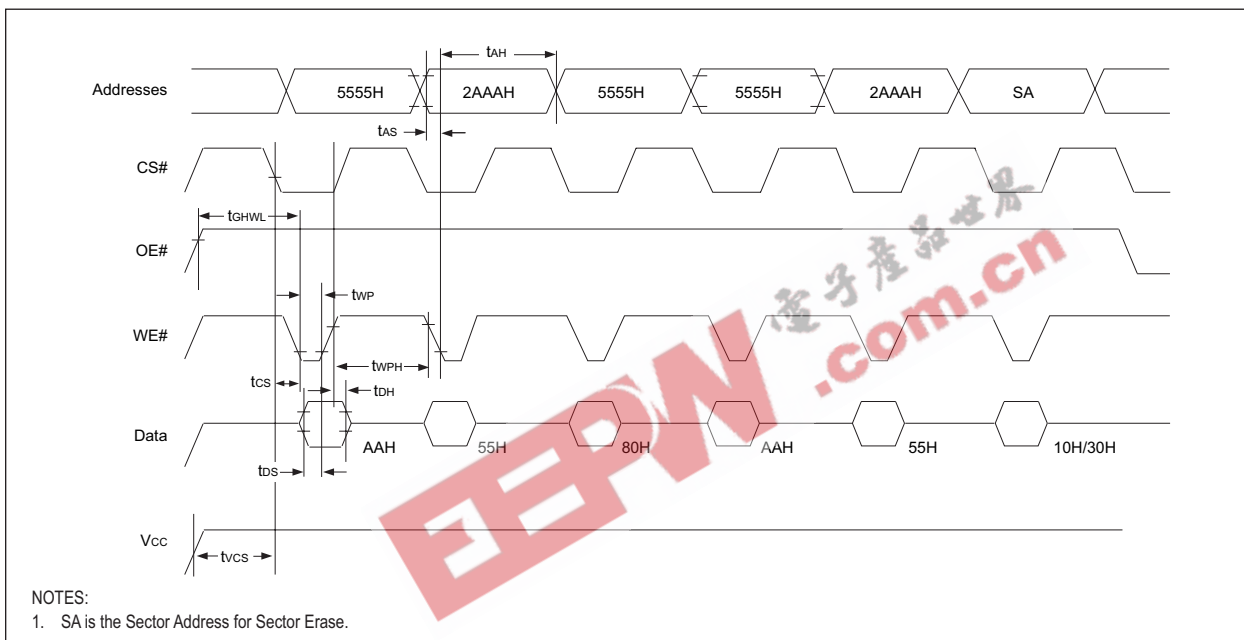 tAH
Addresses 5555H 2AAAH 5555H 5555H 2AAAH SA
tAS
CS#
tGHWL
OE#
tWP
WE#
tWPH
tCS
tDH
Data AAH 55H 80H AAH 55H 10H/30H
tDS
VCC
tVCS
電子產品世界
EEPW.com.cn
NOTES:
1. SA is the Sector Address for Sector Erase.